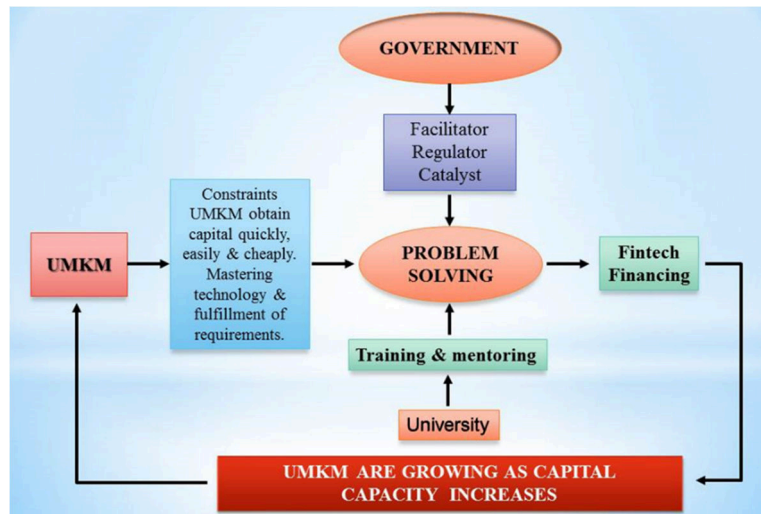 GOVERNMENT
Facilitator
Regulator
Catalyst
Constraints
UMKM obtain
capital quickly,
easily & cheaply.
Mastering
technology &
fulfillment of
requirements.
UMKM
PROBLEM
SOLVING
Fintech
Financing
Training & mentoring
University
UMKM ARE GROWING AS CAPITAL
CAPACITY INCREASES